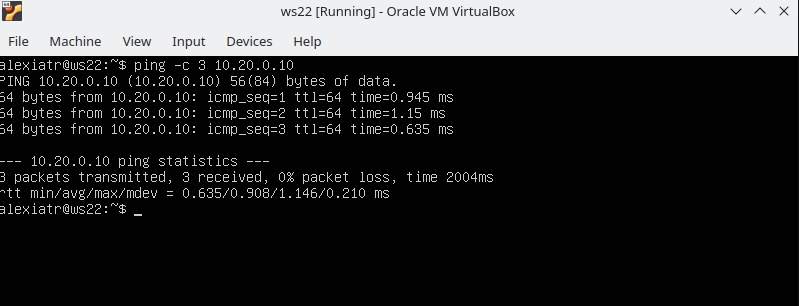 ws22 [Running] - Oracle VM VirtualBox
File Machine View Input Devices Help
alexiatr@ws22:~$ ping -c 3 10.20.0.10
PING 10.20.0.10 (10.20.0.10) 56(84) bytes of data.
64 bytes from 10.20.0.10: icmp_seq=1 ttl=64 time=0.945 ms
64 bytes from 10.20.0.10: icmp_seq=2 ttl=64 time=1.15 ms
64 bytes from 10.20.0.10: icmp_seq=3 ttl=64 time=0.635 ms
--- 10.20.0.10 ping statistics ---
3 packets transmitted, 3 received, 0% packet loss, time 2004ms
rtt min/avg/max/mdev = 0.635/0.908/1.146/0.210 ms
alexiatr@ws22:~$ _